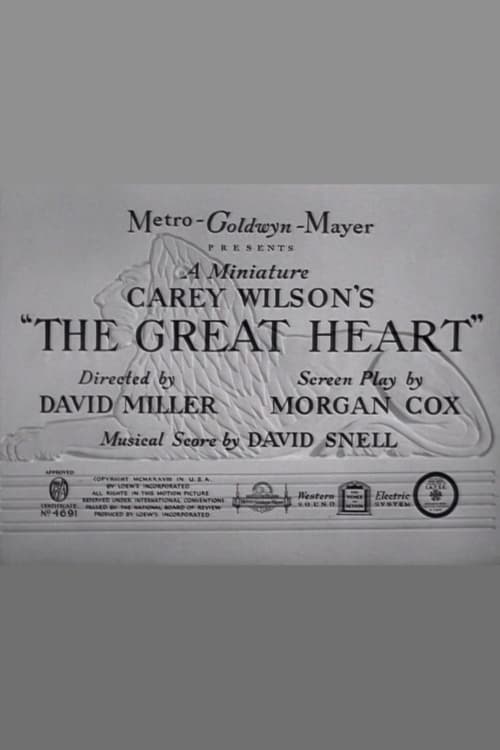 Metro-Goldwyn-Mayer
PRESENTS
A Miniature
CAREY WILSON'S
"THE GREAT HEART"
Directed by
DAVID MILLER
Screen Play by
MORGAN COX
Musical Score by DAVID SNELL
APPROVED
CERTIFICATE
No 4691
COPYRIGHT MCMXXXVIII IN U.S.A.
BY LOEW'S INCORPORATED
ALL RIGHTS IN THIS MOTION PICTURE
RESERVED UNDER INTERNATIONAL CONVENTIONS
PASSED BY THE NATIONAL BOARD OF REVIEW
PRODUCED BY LOEW'S INCORPORATED
Western Electric
SOUND SYSTEM